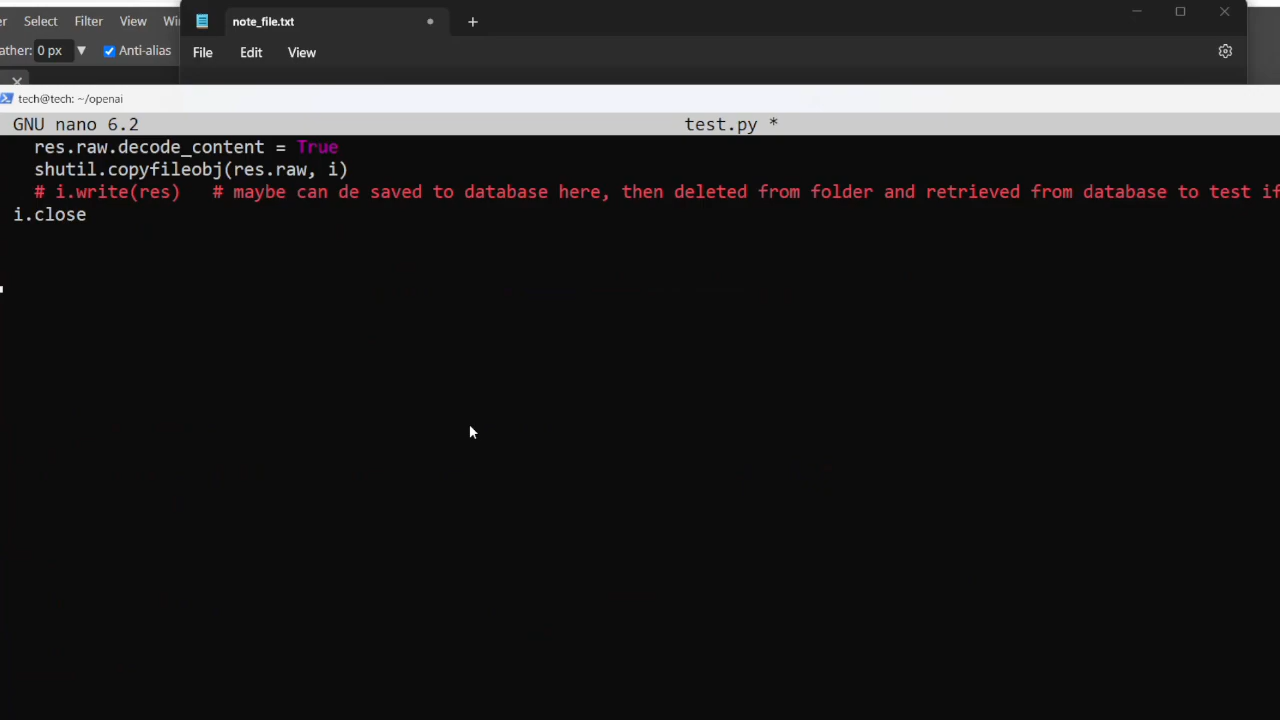 Select Filter View
note_file.txt
0 px Anti-alias
File Edit View
tech@tech: ~/openai
GNU nano 6.2 test.py *
res.raw.decode_content = True
shutil.copyfileobj(res.raw, i)
# i.write(res) # maybe can de saved to database here, then deleted from folder and retrieved from database to test if
i.close